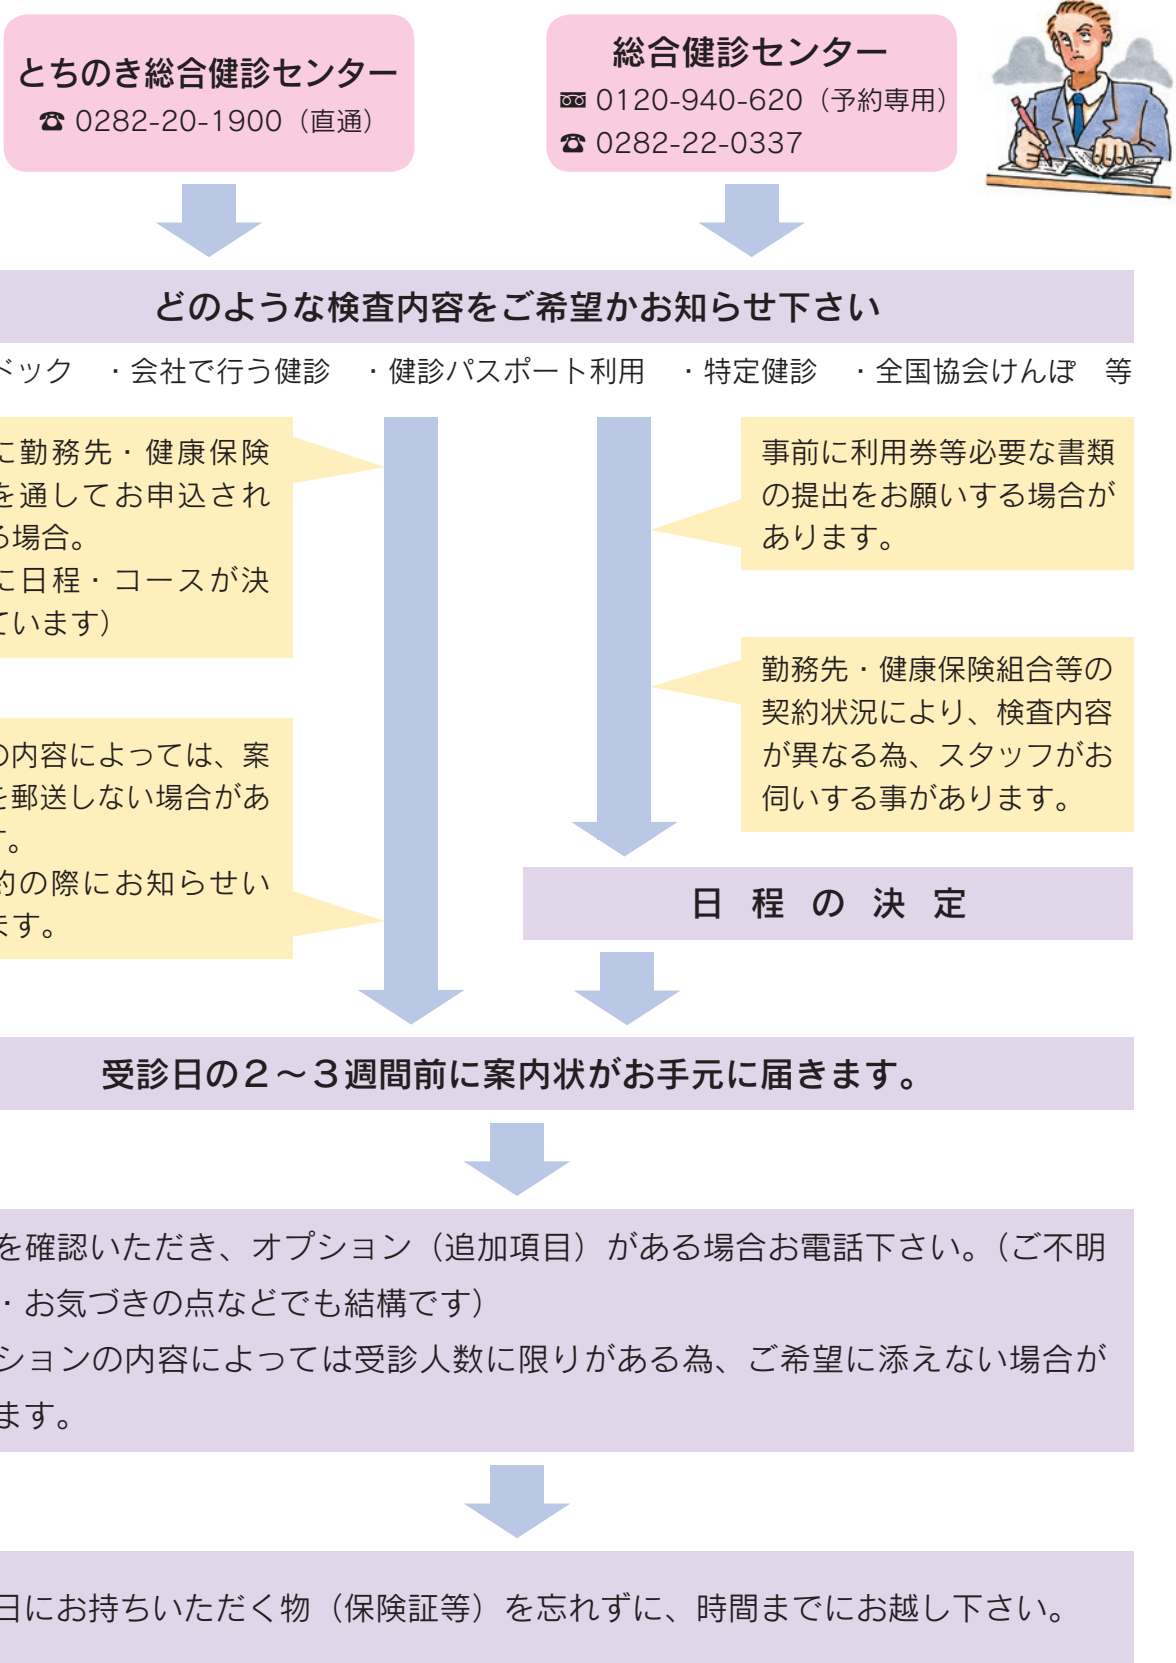 とちのき総合健診センター
☎ 0282-20-1900（直通）
総合健診センター
0120-940-620（予約専用）
☎ 0282-22-0337
どのような検査内容をご希望かお知らせ下さい
ドック　・会社で行う健診　・健診パスポート利用　・特定健診　・全国協会けんぽ　等
に勤務先・健康保険
を通してお申込され
る場合。
に日程・コースが決
ています）
事前に利用券等必要な書類
の提出をお願いする場合が
あります。
勤務先・健康保険組合等の
契約状況により、検査内容
が異なる為、スタッフがお
伺いする事があります。
の内容によっては、案
を郵送しない場合があ
す。
約の際にお知らせい
ます。
日程の決定
受診日の２～３週間前に案内状がお手元に届きます。
を確認いただき、オプション（追加項目）がある場合お電話下さい。（ご不明
・お気づきの点などでも結構です）
ションの内容によっては受診人数に限りがある為、ご希望に添えない場合が
ます。
日にお持ちいただく物（保険証等）を忘れずに、時間までにお越し下さい。